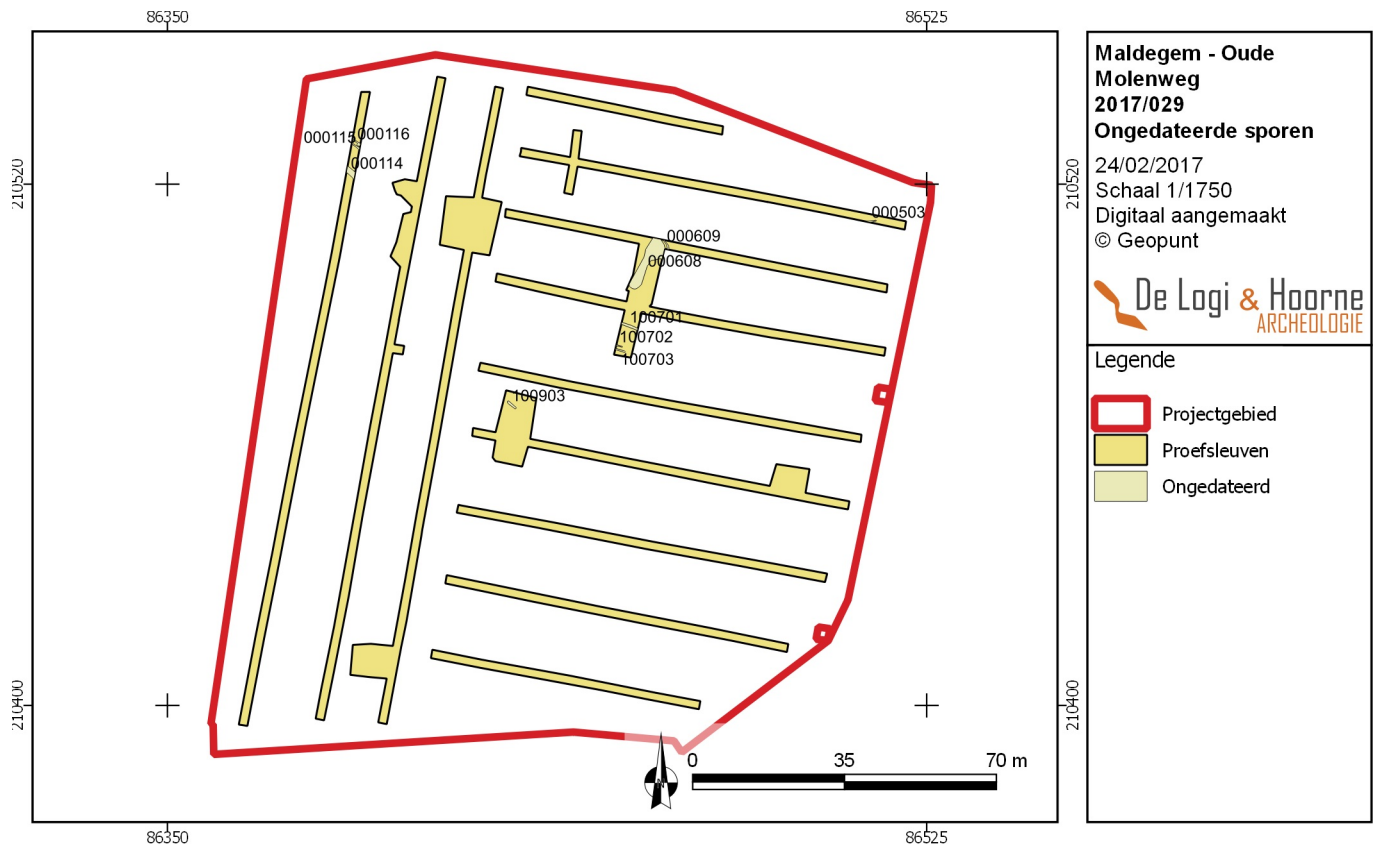 86350
86525
210520
210520
000115
000116
000114
000503
000609
000608
100701
100702
100703
100903
210400
210400
0
35
70 m
N
86350
86525
Maldegem - Oude
Molenweg
2017/029
Ongedateerde sporen
24/02/2017
Schaal 1/1750
Digitaal aangemaakt
© Geopunt
De Logi & Hoorne
ARCHEOLOGIE
Legende
Projectgebied
Proefsleuven
Ongedateerd